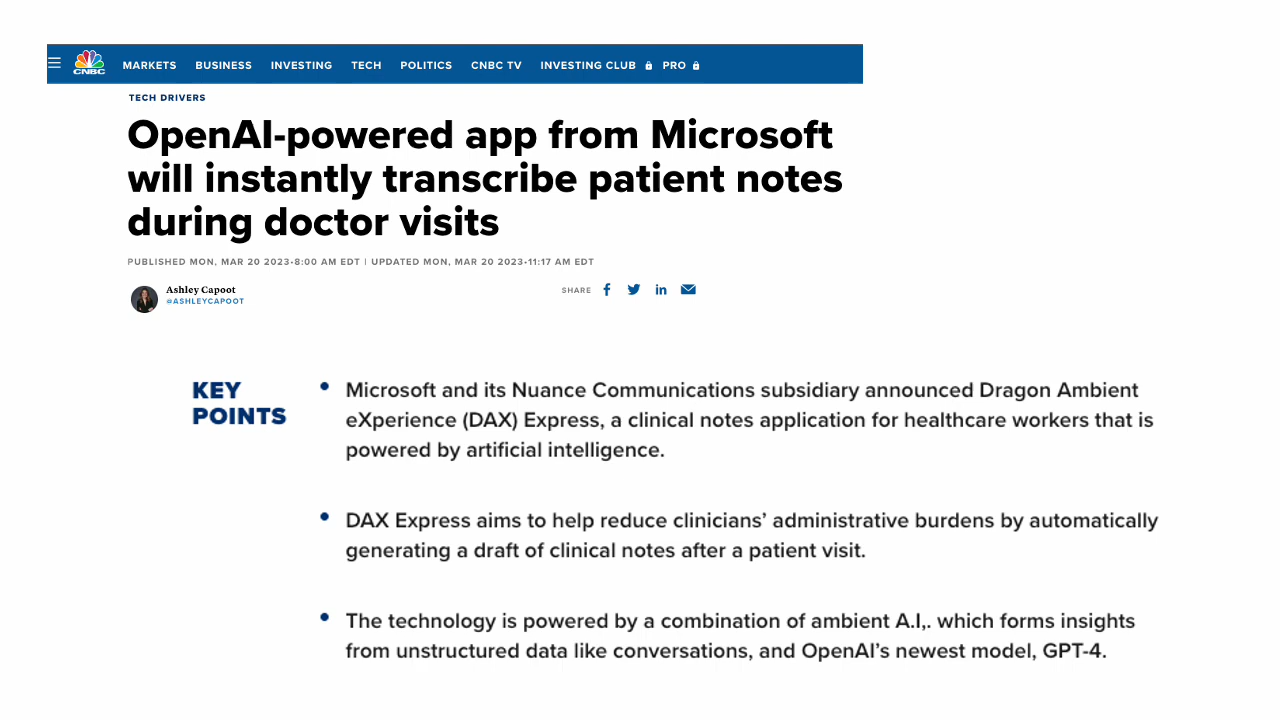 CNBC MARKETS BUSINESS INVESTING TECH POLITICS CNBC TV INVESTING CLUB PRO
TECH DRIVERS
OpenAI-powered app from Microsoft
will instantly transcribe patient notes
during doctor visits
PUBLISHED MON, MAR 20 2023•8:00 AM EDT | UPDATED MON, MAR 20 2023•11:17 AM EDT
Ashley Capoot
@ASHLEYCAPOOT
SHARE
KEY
POINTS
• Microsoft and its Nuance Communications subsidiary announced Dragon Ambient
eXperience (DAX) Express, a clinical notes application for healthcare workers that is
powered by artificial intelligence.
• DAX Express aims to help reduce clinicians’ administrative burdens by automatically
generating a draft of clinical notes after a patient visit.
• The technology is powered by a combination of ambient A.I,. which forms insights
from unstructured data like conversations, and OpenAI’s newest model, GPT-4.